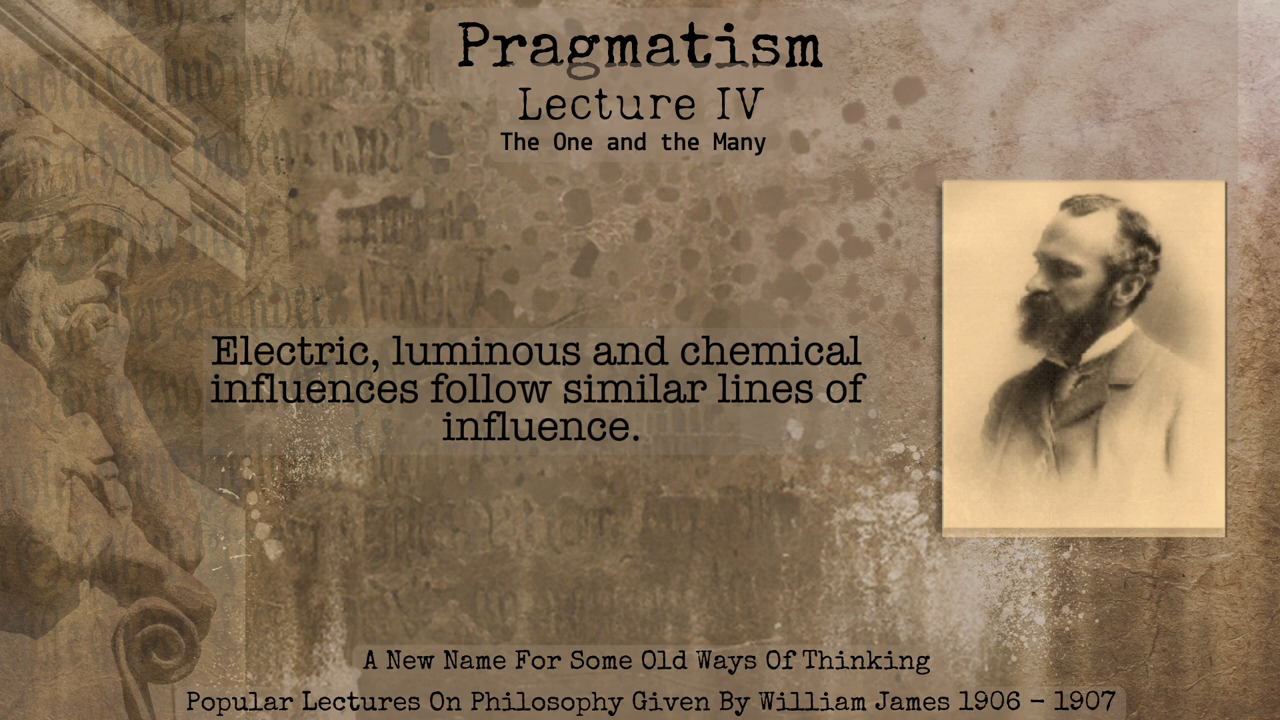 Pragmatism
Lecture IV
The One and the Many
Electric, luminous and chemical
influences follow similar lines of
influence.
A New Name For Some Old Ways Of Thinking
Popular Lectures On Philosophy Given By William James 1906 - 1907